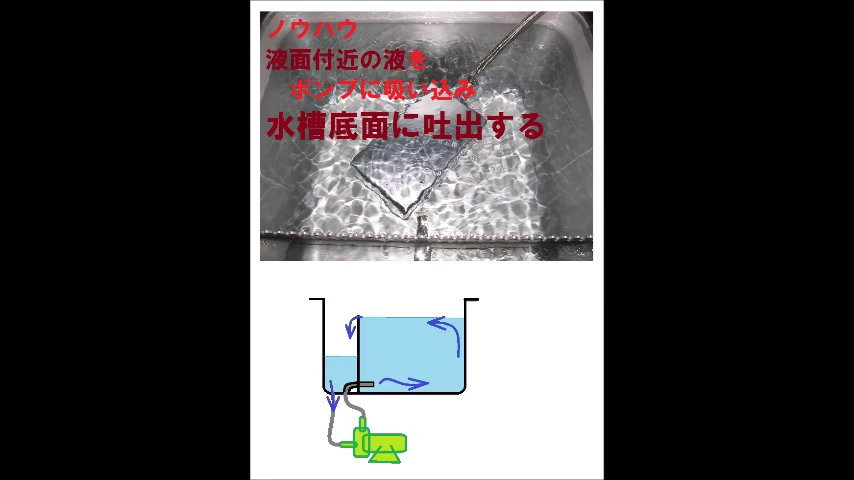 ノウハウ
液面付近の液を
ポンプに吸い込み
水槽底面に吐出する